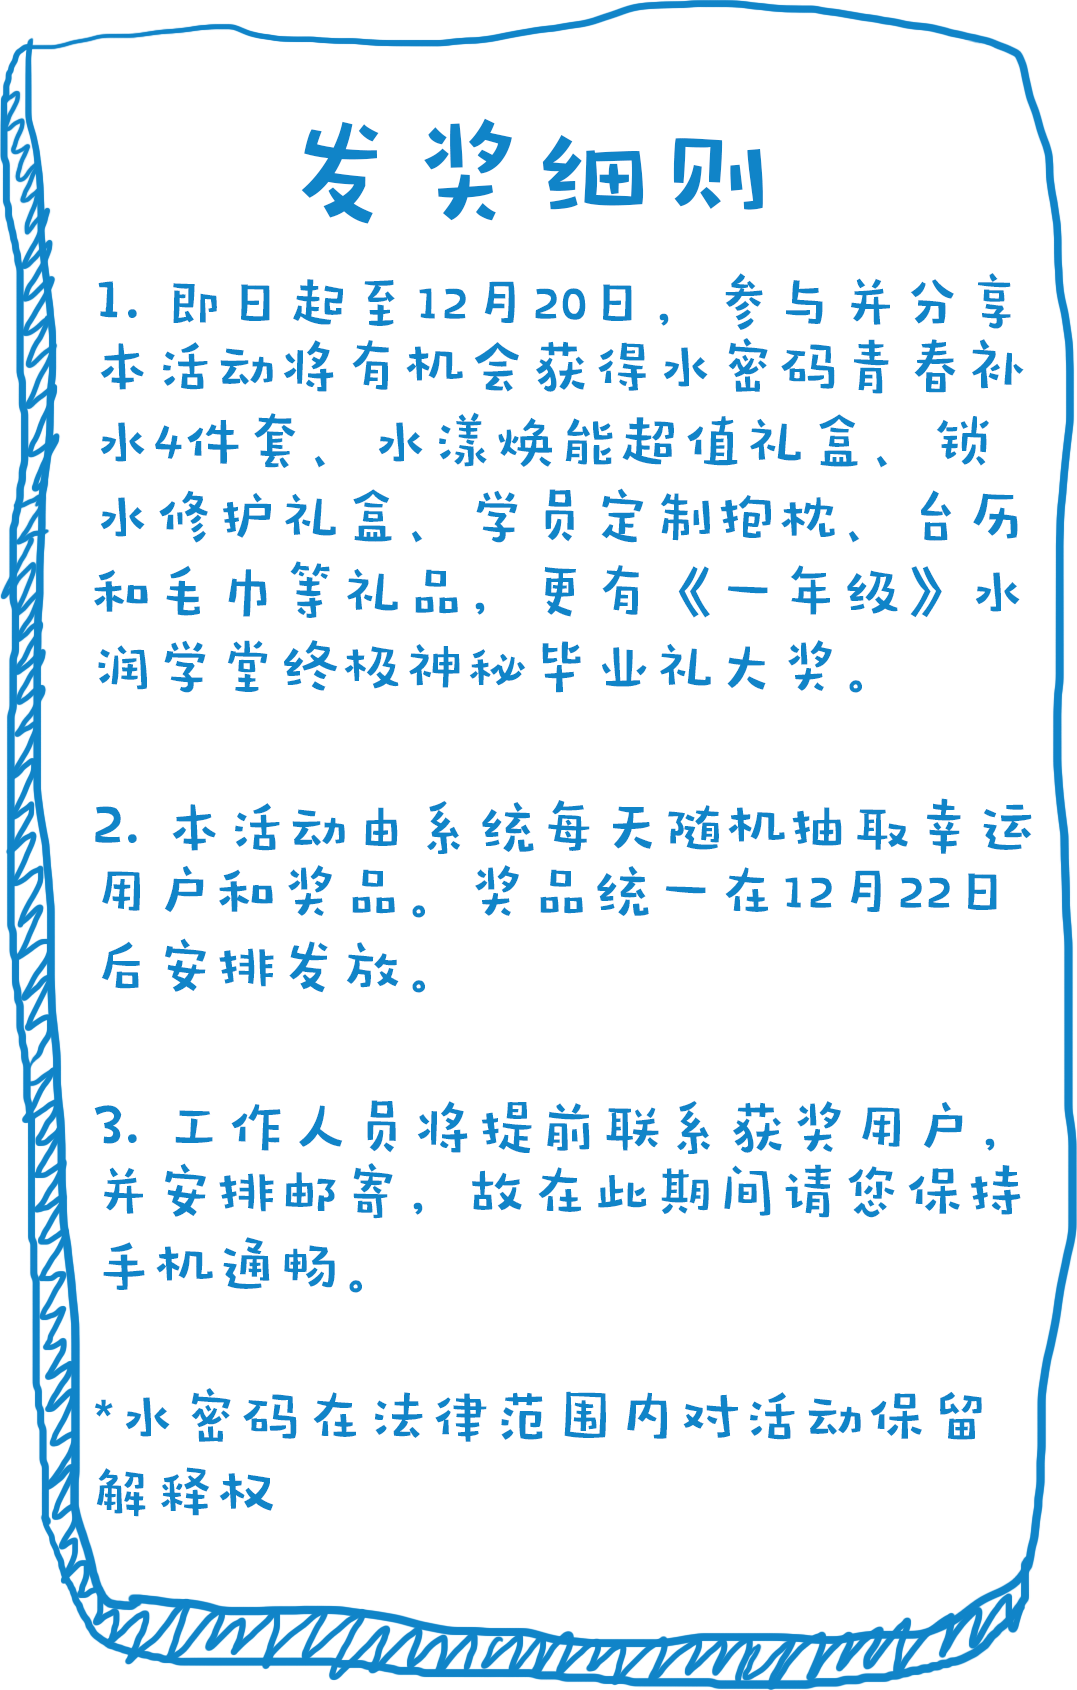 发奖细则
1. 即日起至12月20日，参与并分享
本活动将有机会获得水密码青春补
水4件套、水漾焕能超值礼盒、锁
水修护礼盒、学员定制抱枕、台历
和毛巾等礼品，更有《一年级》水
润学堂终极神秘毕业礼大奖。
2. 本活动由系统每天随机抽取幸运
用户和奖品。奖品统一在12月22日
后安排发放。
3. 工作人员将提前联系获奖用户，
并安排邮寄，故在此期间请您保持
手机通畅。
*水密码在法律范围内对活动保留
解释权